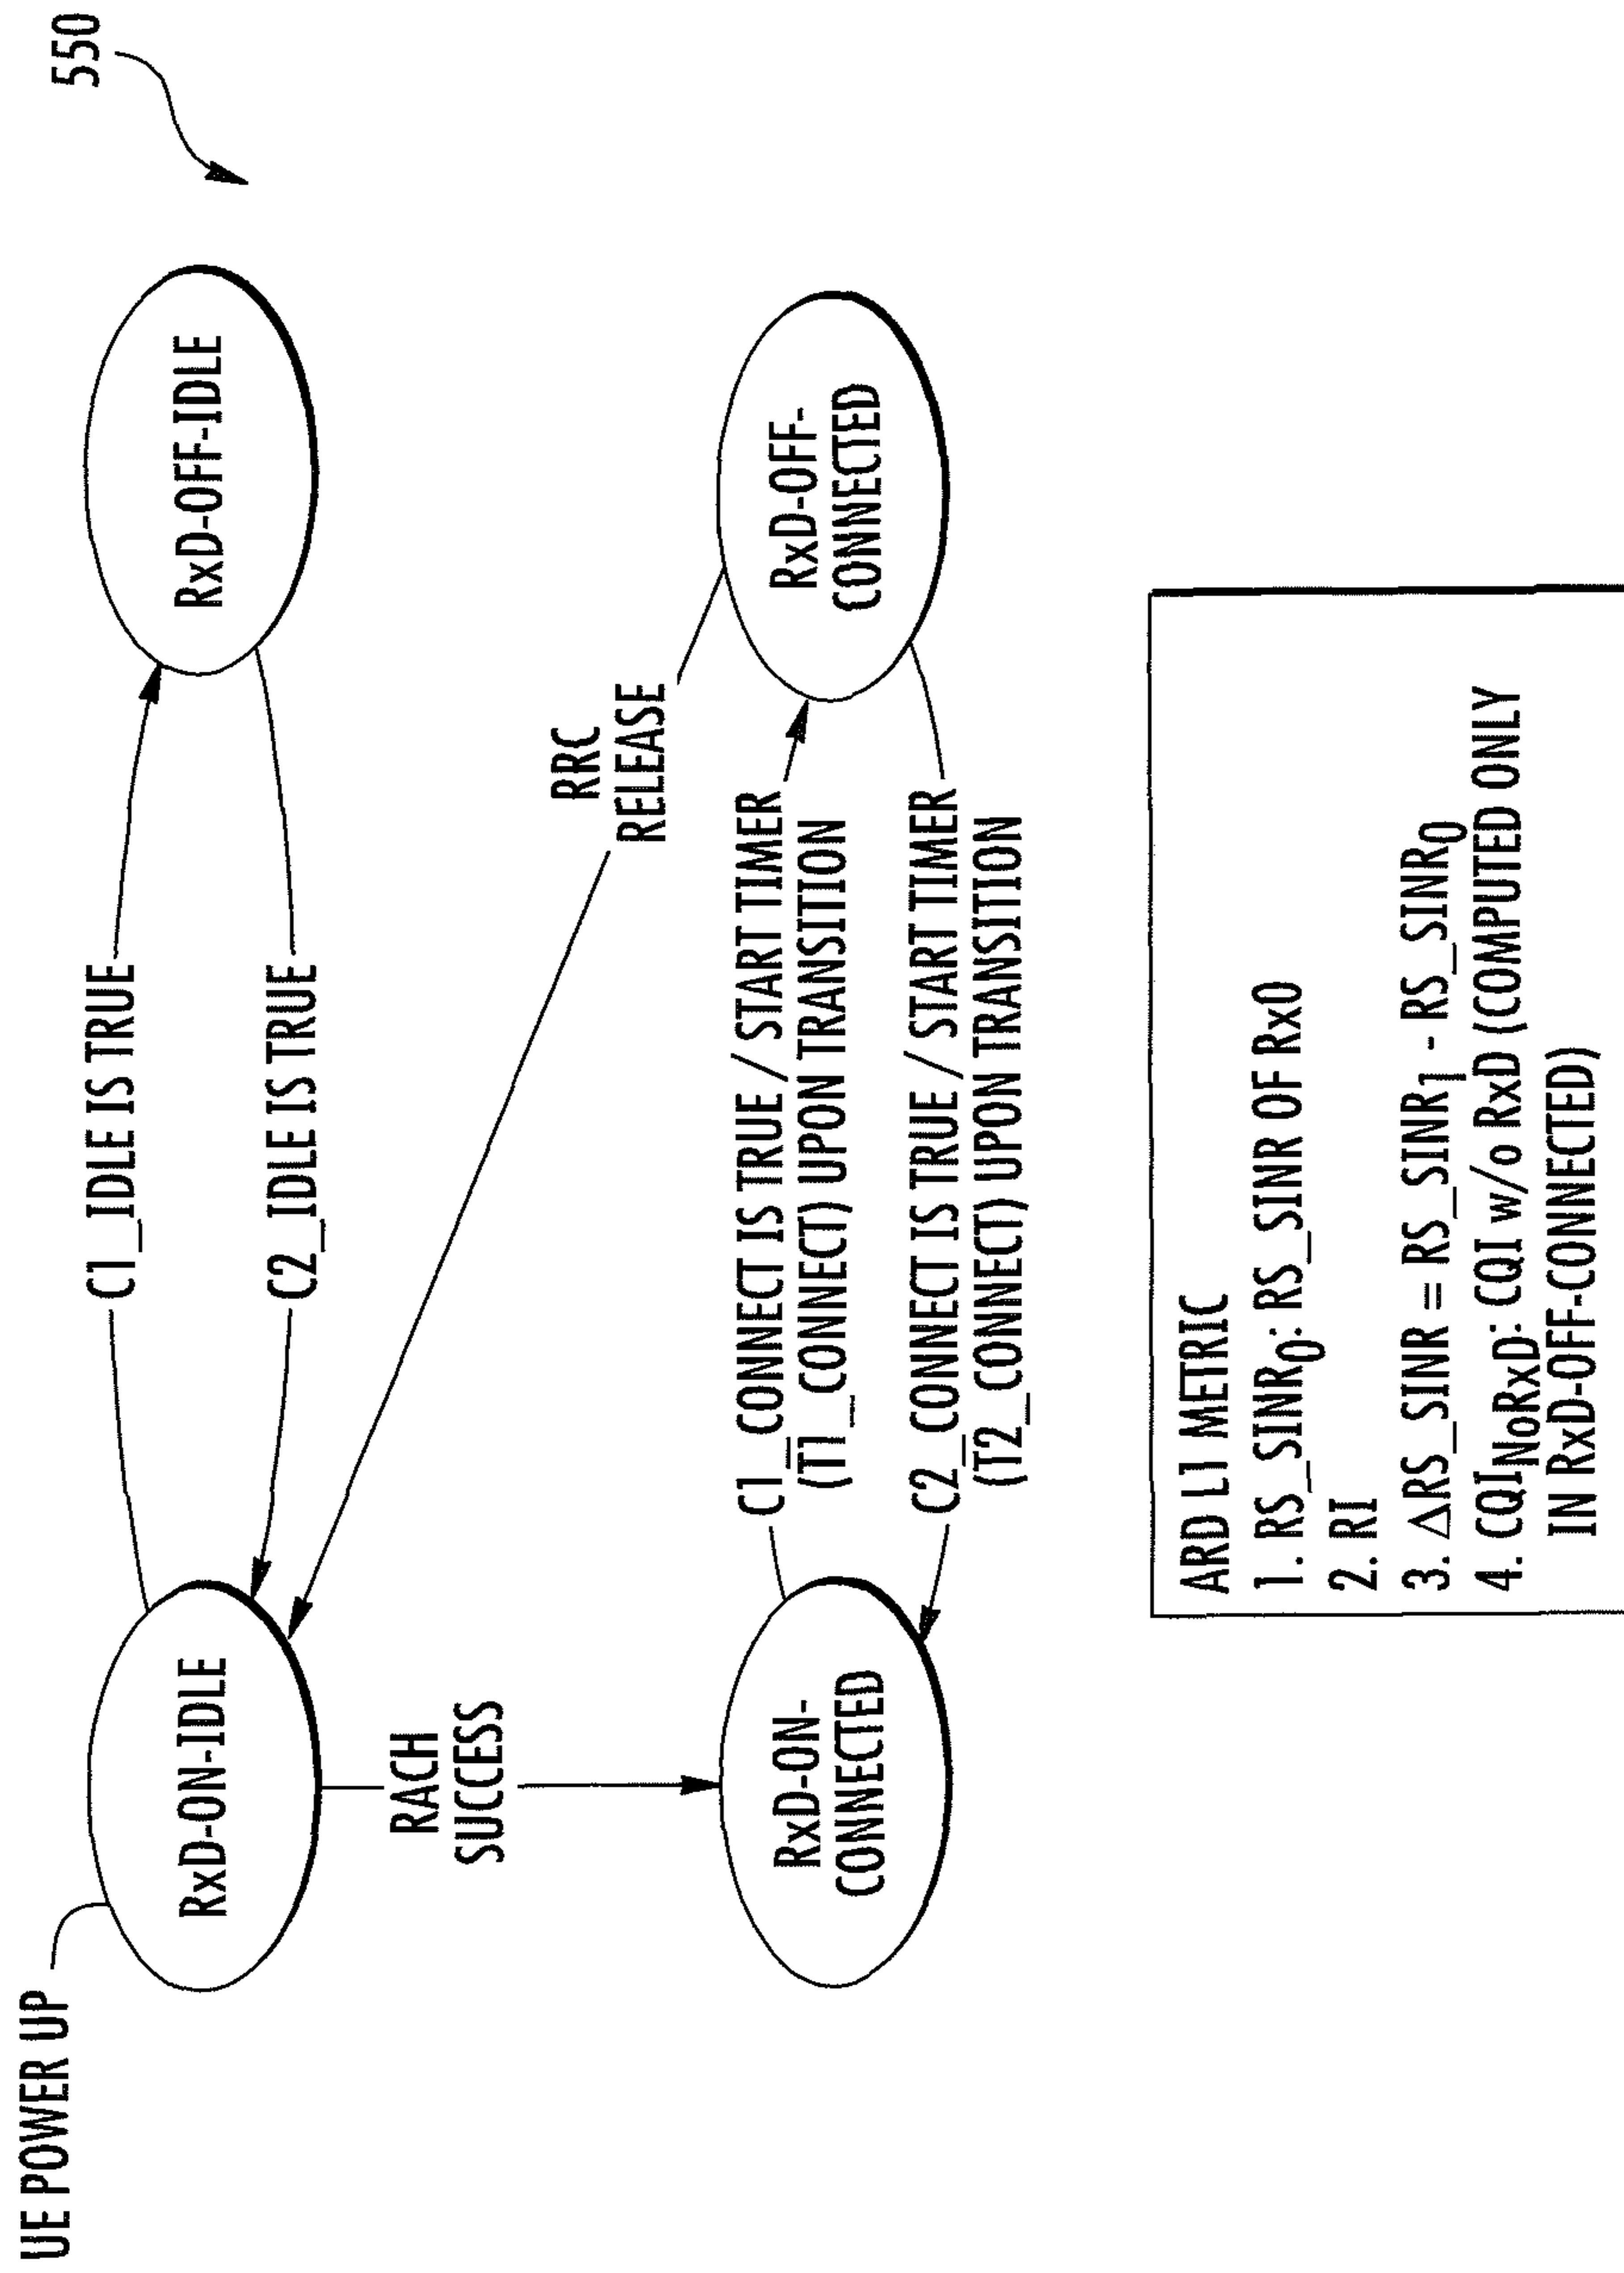 550
UE POWER UP
RxD-ON-IDLE
C1_IDLE IS TRUE
C2_IDLE IS TRUE
RxD-OFF-IDLE
RACH
SUCCESS
RRC
RELEASE
RxD-ON-
CONNECTED
C1_CONNECT IS TRUE / START TIMER
(T1_CONNECT) UPON TRANSITION
C2_CONNECT IS TRUE / START TIMER
(T2_CONNECT) UPON TRANSITION
RxD-OFF-
CONNECTED
ARD L1 METRIC
1. RS_SINR0: RS_SINR OF Rx0
2. RI
3. △RS_SINR = RS_SINR1 - RS_SINR0
4. CQINoRxD: CQI w/o RxD (COMPUTED ONLY
IN RxD-OFF-CONNECTED)